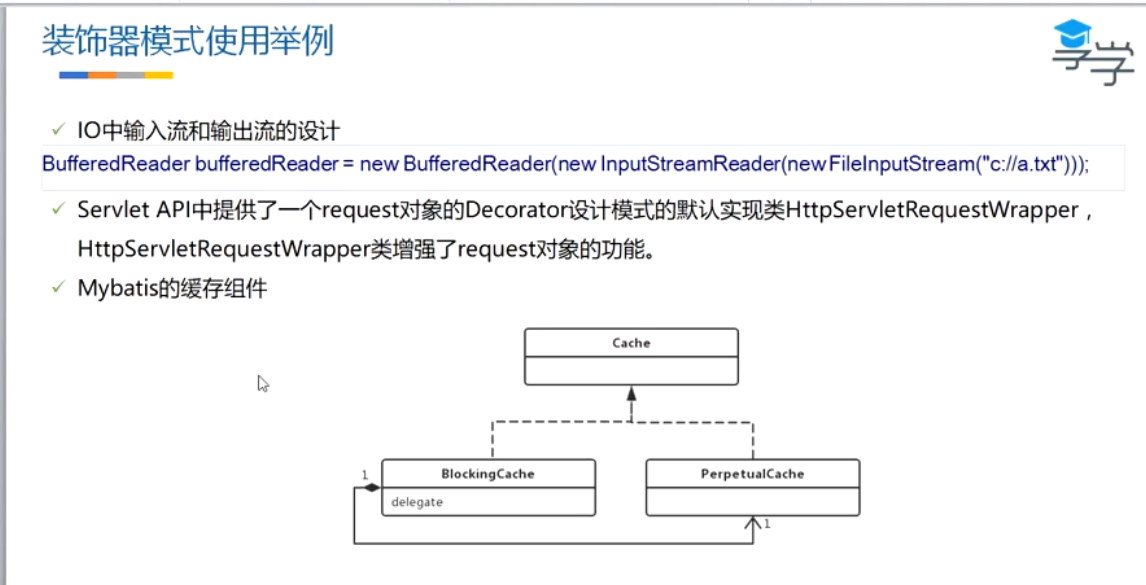 装饰器模式使用举例
享学
IO中输入流和输出流的设计
BufferedReader bufferedReader = new BufferedReader(new InputStreamReader(new FileInputStream("c://a.txt")));
Servlet API中提供了一个request对象的Decorator设计模式的默认实现类HttpServletRequestWrapper，
HttpServletRequestWrapper类增强了request对象的功能。
Mybatis的缓存组件
Cache
1
BlockingCache
PerpetualCache
delegate
1